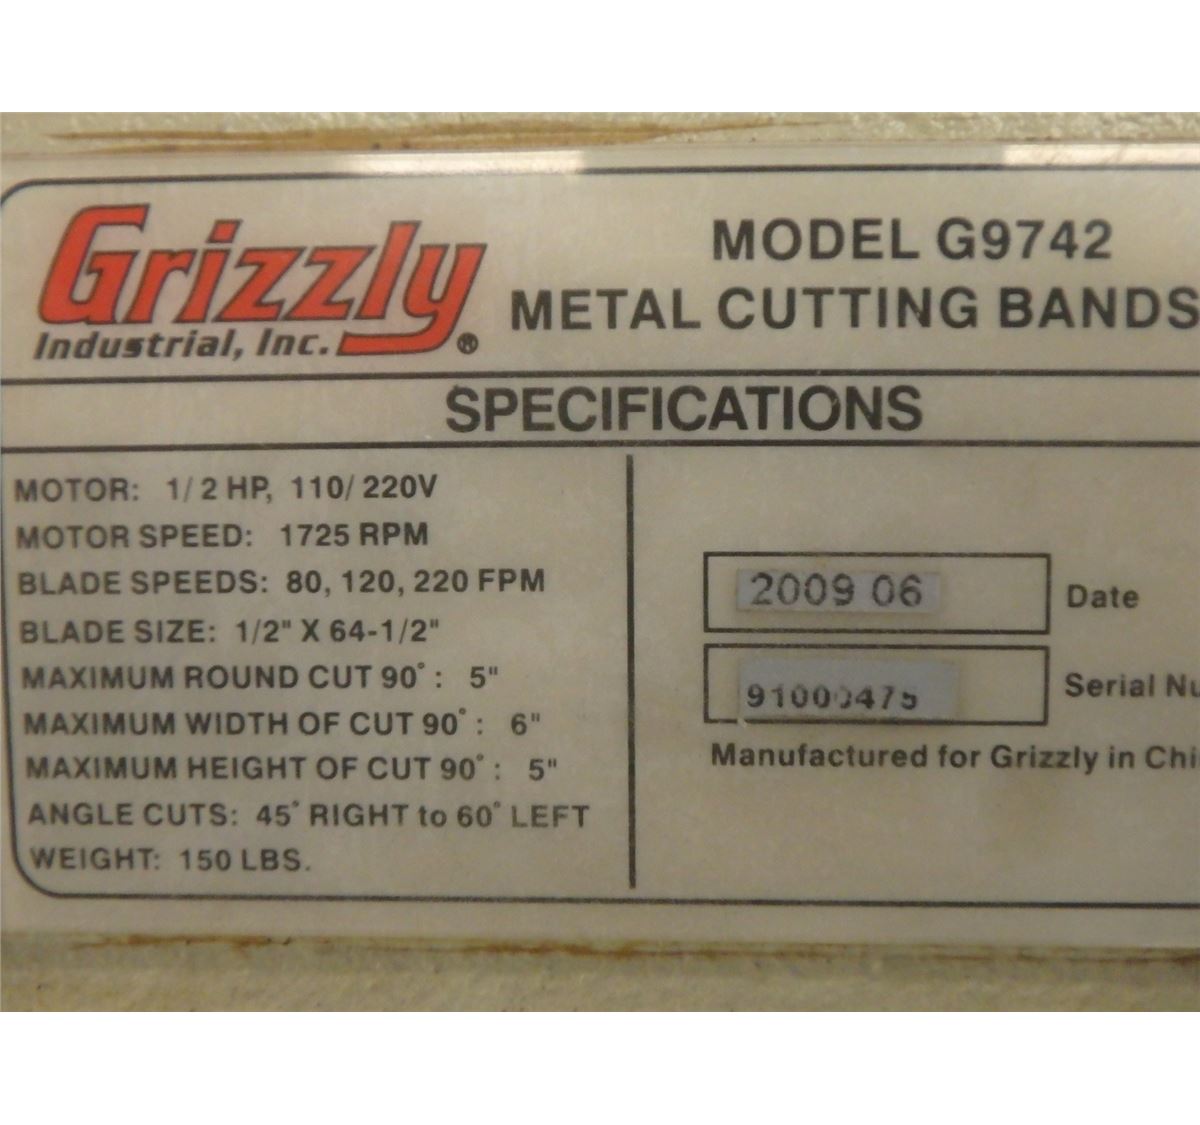 Grizzly
Industrial, Inc. ®
MODEL G9742
METAL CUTTING BANDS
SPECIFICATIONS
MOTOR: 1/2 HP, 110/220V
MOTOR SPEED: 1725 RPM
BLADE SPEEDS: 80, 120, 220 FPM
BLADE SIZE: 1/2" X 64-1/2"
MAXIMUM ROUND CUT 90°: 5"
MAXIMUM WIDTH OF CUT 90°: 6"
MAXIMUM HEIGHT OF CUT 90°: 5"
ANGLE CUTS: 45° RIGHT to 60° LEFT
WEIGHT: 150 LBS.
2009 06 Date
Serial Nu
Manufactured for Grizzly in Chi